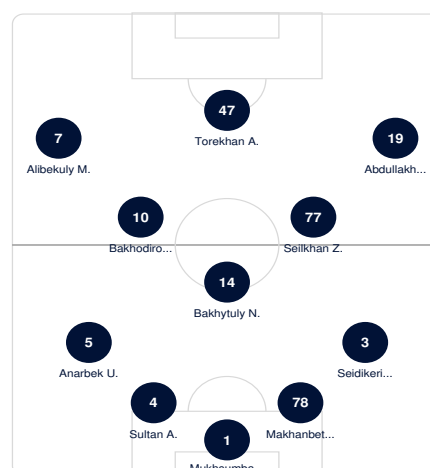 47
Torekhan A.
7
Alibekuly M.
19
Abdullakh...
10
Bakhodiro...
77
Seilkhan Z.
14
Bakhytuly N.
5
Anarbek U.
3
Seidikeri...
4
Sultan A.
78
Makhanbet...
1